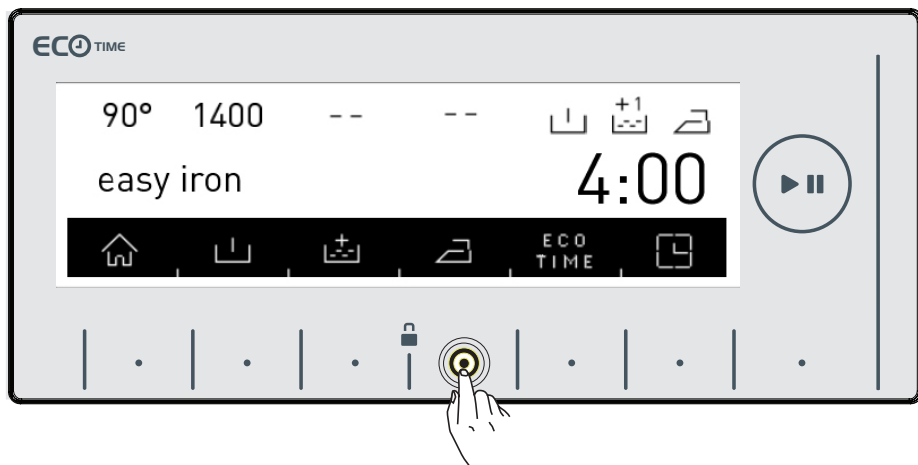 ECO TIME
90° 1400 -- --
+1
easy iron 4:00
ECO
TIME